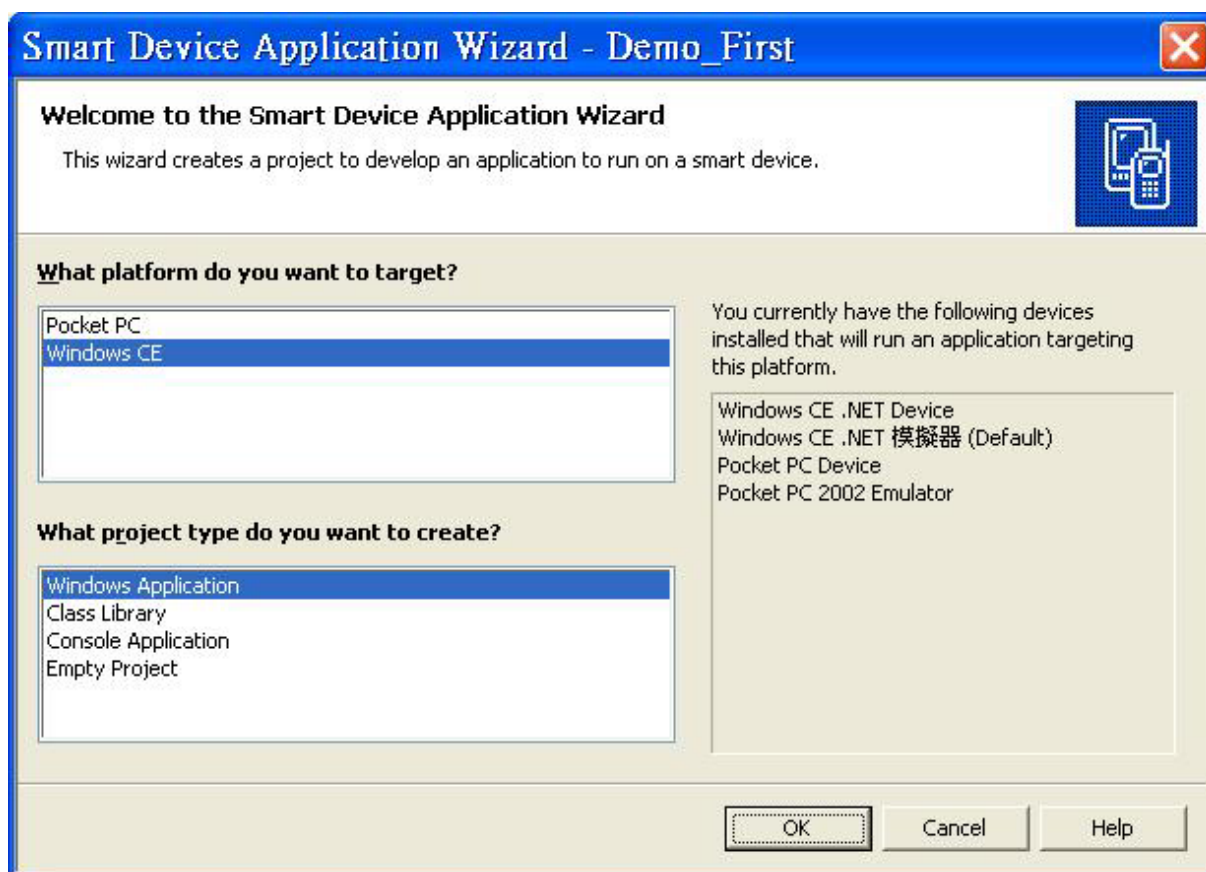 Smart Device Application Wizard - Demo_First
Welcome to the Smart Device Application Wizard
This wizard creates a project to develop an application to run on a smart device.
What platform do you want to target?
Pocket PC
Windows CE
You currently have the following devices
installed that will run an application targeting
this platform.
Windows CE .NET Device
Windows CE .NET 模擬器 (Default)
Pocket PC Device
Pocket PC 2002 Emulator
What project type do you want to create?
Windows Application
Class Library
Console Application
Empty Project
OK
Cancel
Help